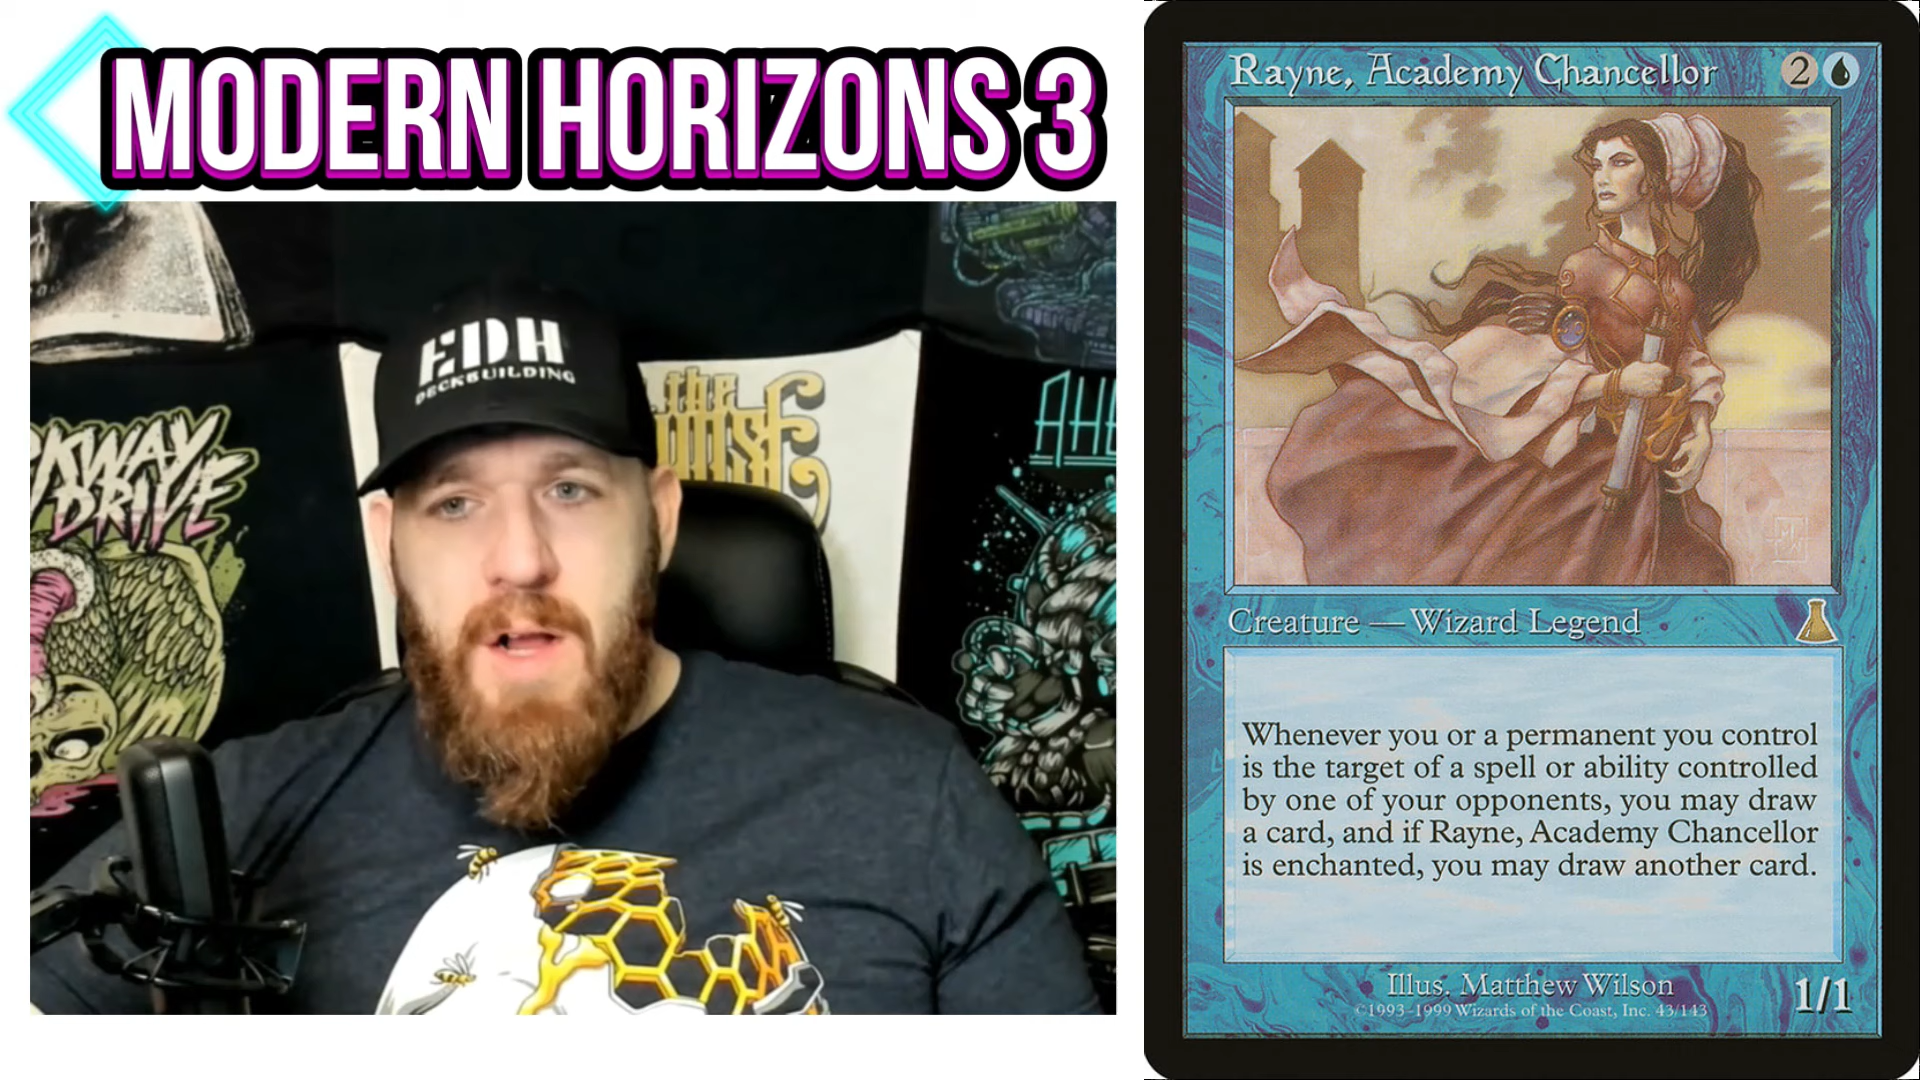 MODERN HORIZONS 3
EDH
DECKBUILDING
the
DRIVE
Rayne, Academy Chancellor 2
Creature — Wizard Legend
Whenever you or a permanent you control
is the target of a spell or ability controlled
by one of your opponents, you may draw
a card, and if Rayne, Academy Chancellor
is enchanted, you may draw another card.
Illus. Matthew Wilson
©1993-1999 Wizards of the Coast, Inc. 43/143
1/1